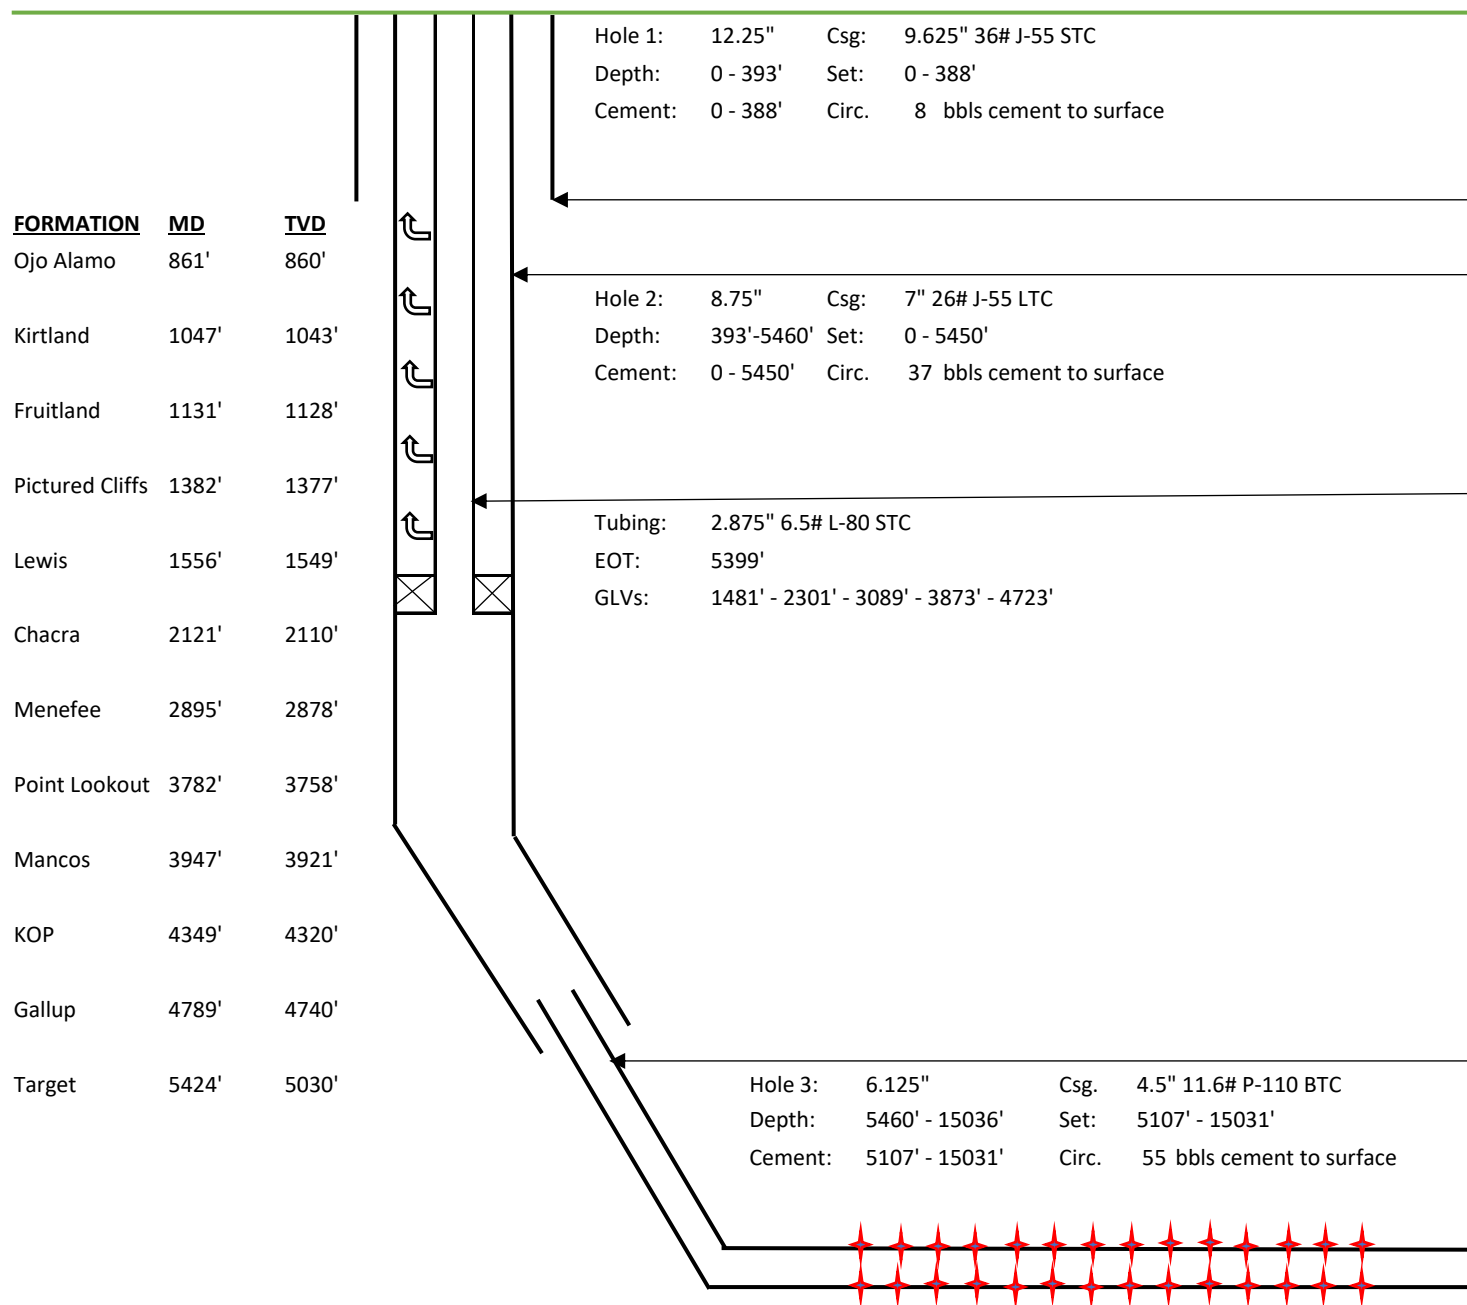 Hole 1: 12.25" Csg: 9.625" 36# J-55 STC
Depth: 0 - 393' Set: 0 - 388'
Cement: 0 - 388' Circ. 8 bbls cement to surface
FORMATION MD TVD
Ojo Alamo 861' 860'
Kirtland 1047' 1043'
Fruitland 1131' 1128'
Pictured Cliffs 1382' 1377'
Lewis 1556' 1549'
Chacra 2121' 2110'
Menefee 2895' 2878'
Point Lookout 3782' 3758'
Mancos 3947' 3921'
KOP 4349' 4320'
Gallup 4789' 4740'
Target 5424' 5030'
Hole 2: 8.75" Csg: 7" 26# J-55 LTC
Depth: 393'-5460' Set: 0 - 5450'
Cement: 0 - 5450' Circ. 37 bbls cement to surface
Tubing: 2.875" 6.5# L-80 STC
EOT: 5399'
GLVs: 1481' - 2301' - 3089' - 3873' - 4723'
Hole 3: 6.125" Csg. 4.5" 11.6# P-110 BTC
Depth: 5460' - 15036' Set: 5107' - 15031'
Cement: 5107' - 15031' Circ. 55 bbls cement to surface